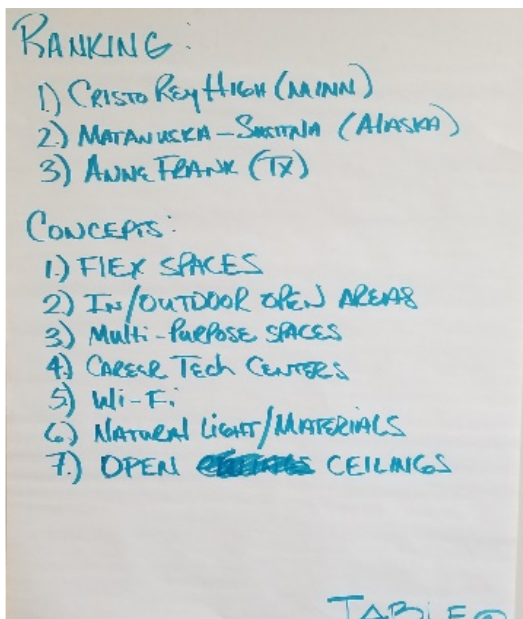 RANKING:
1) CRISTO REY HIGH (MINN)
2) MATANUSKA-SUSITNA (ALASKA)
3) ANNE FRANK (TX)
CONCEPTS:
1.) FLEX SPACES
2) IN/OUTDOOR OPEN AREAS
3) Multi-PURPOSE SPACES
4) CAREER TECH CENTERS
5) Wi-Fi
6) NATURAL LIGHT/MATERIALS
7.) OPEN CEILINGS
TABLE